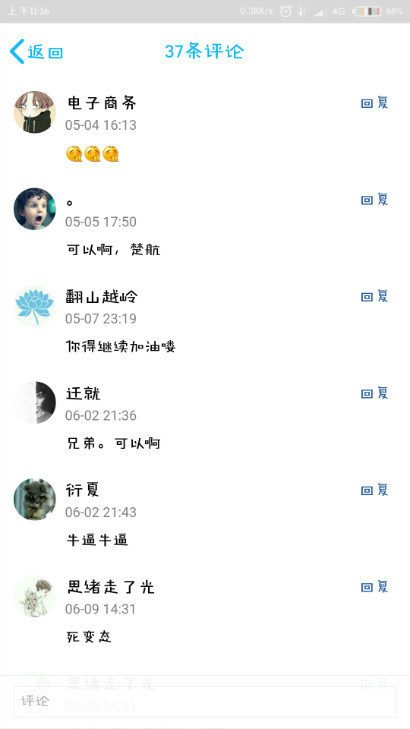 上午11:16
0.38K/s
4G
68%
返回
37条评论
电子商务
回复
05-04 16:13
。
回复
05-05 17:50
可以啊，楚航
翻山越岭
回复
05-07 23:19
你得继续加油喽
迁就
回复
06-02 21:36
兄弟。可以啊
衍夏
回复
06-02 21:43
牛逼牛逼
思绪走了光
回复
06-09 14:31
死变态
思绪走了光
06-09 14:31
评论